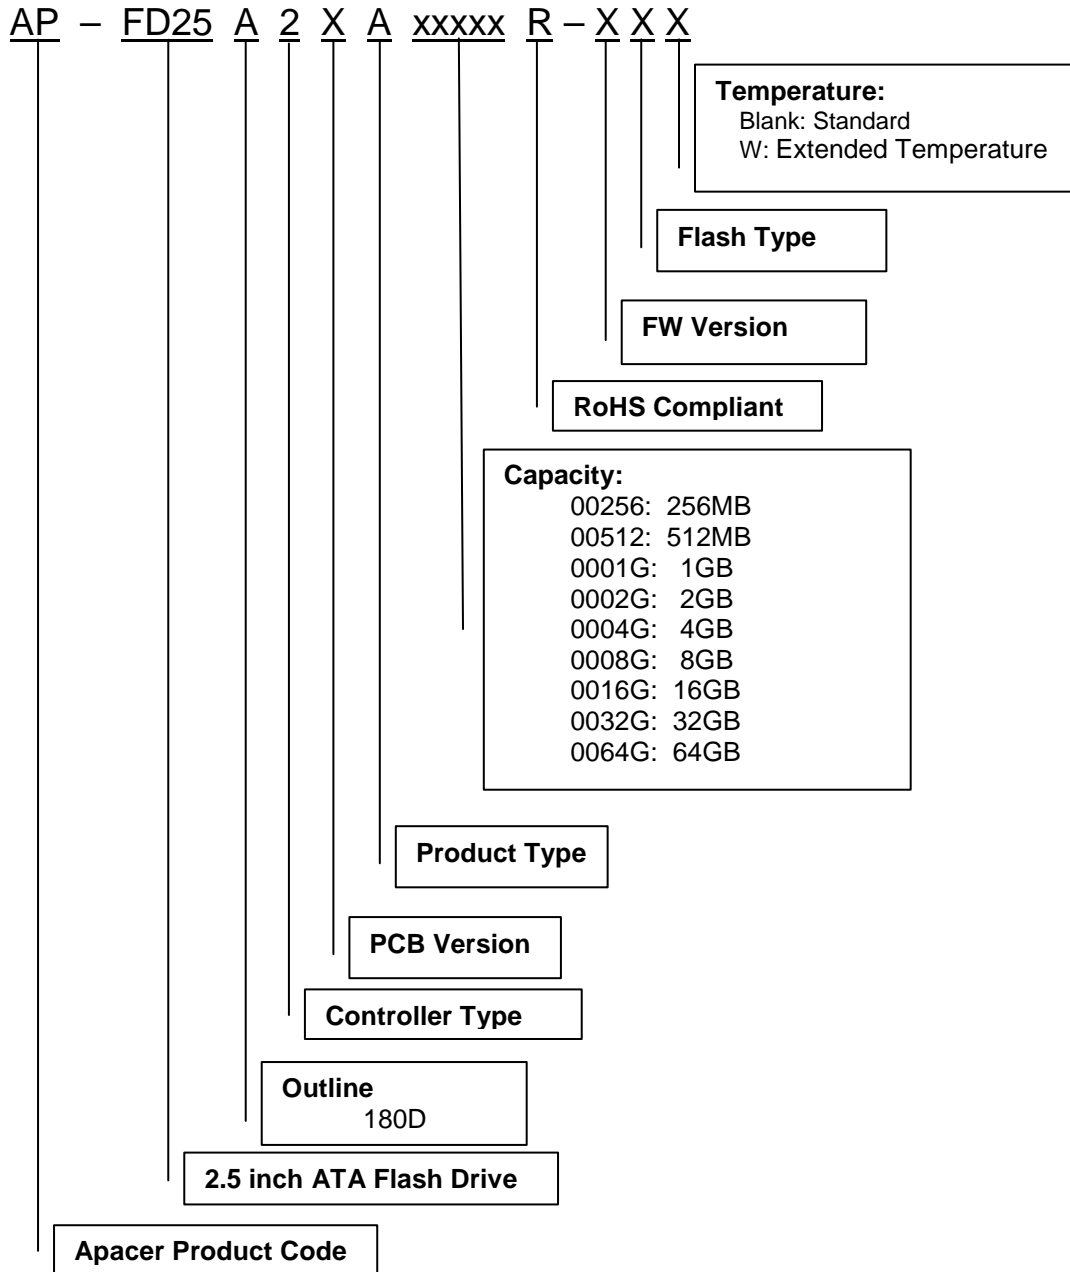 AP – FD25 A 2 X A xxxxx R – X X X
Temperature:
Blank: Standard
W: Extended Temperature
Flash Type
FW Version
RoHS Compliant
Capacity:
00256: 256MB
00512: 512MB
0001G: 1GB
0002G: 2GB
0004G: 4GB
0008G: 8GB
0016G: 16GB
0032G: 32GB
0064G: 64GB
Product Type
PCB Version
Controller Type
Outline
180D
2.5 inch ATA Flash Drive
Apacer Product Code